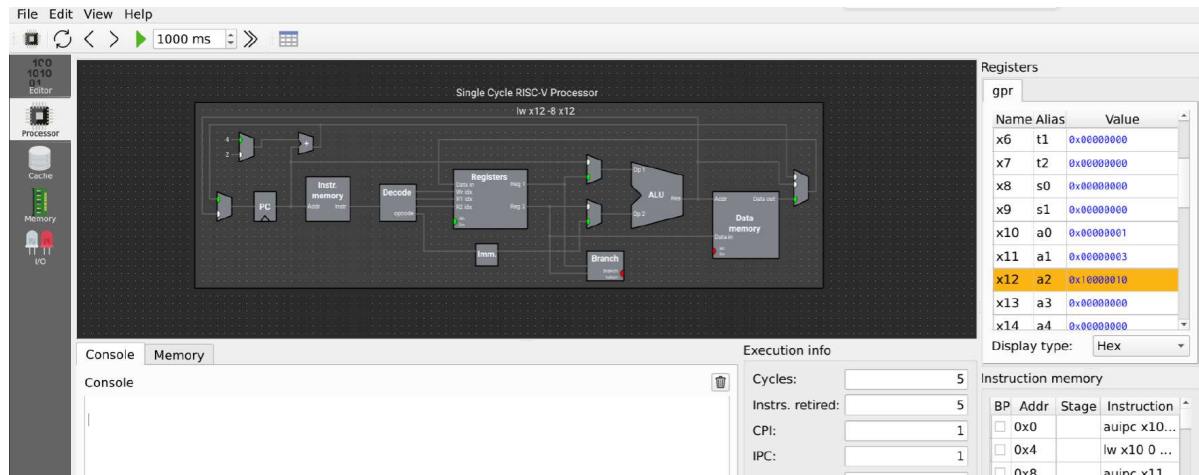 File Edit View Help
1000 ms
100
1010
01
Editor
Processor
Cache
Memory
I/O
Single Cycle RISC-V Processor
lw x12 -8 x12
4
2
+
PC
Instr.
memory
Addr Instr
Decode
opcode
Registers
Data in Reg 1
Wr idx
R1 idx
R2 idx Reg 2
Imm.
Op 1
ALU Res
Op 2
Branch
Branch
taken
Addr Data out
Data
memory
Data in
Console Memory
Console
Execution info
Cycles: 5
Instrs. retired: 5
CPI: 1
IPC: 1
Registers
gpr
Name Alias Value
x6 t1 0x00000000
x7 t2 0x00000000
x8 s0 0x00000000
x9 s1 0x00000000
x10 a0 0x00000001
x11 a1 0x00000003
x12 a2 0x10000010
x13 a3 0x00000000
x14 a4 0x00000000
Display type: Hex
Instruction memory
BP Addr Stage Instruction
0x0 auipc x10...
0x4 lw x10 0 ...
0x8 auipc x11